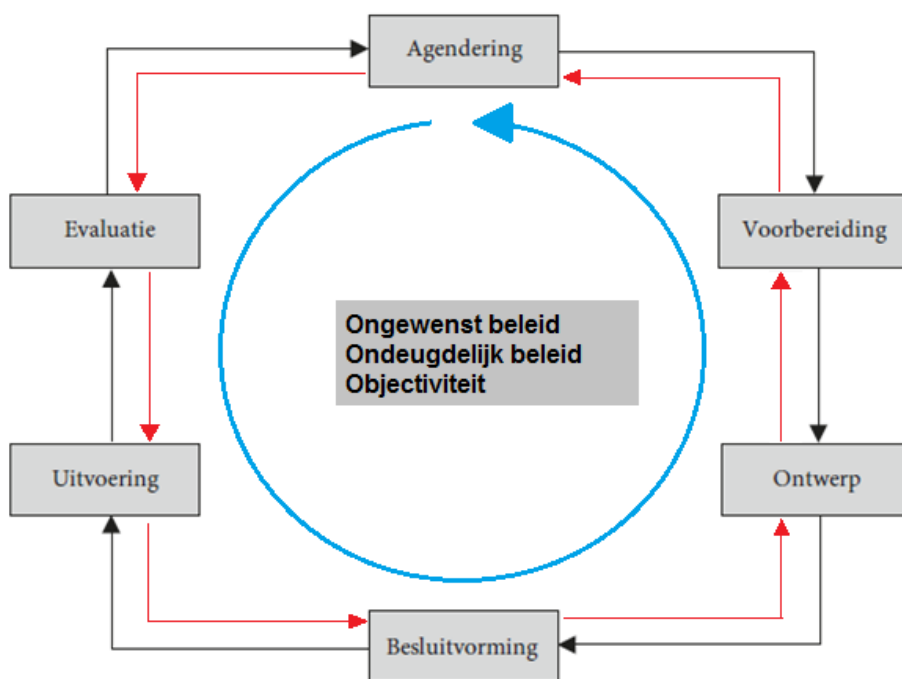 Agendering
Evaluatie
Voorbereiding
Ongewenst beleid
Ondeugdelijk beleid
Objectiviteit
Uitvoering
Ontwerp
Besluitvorming